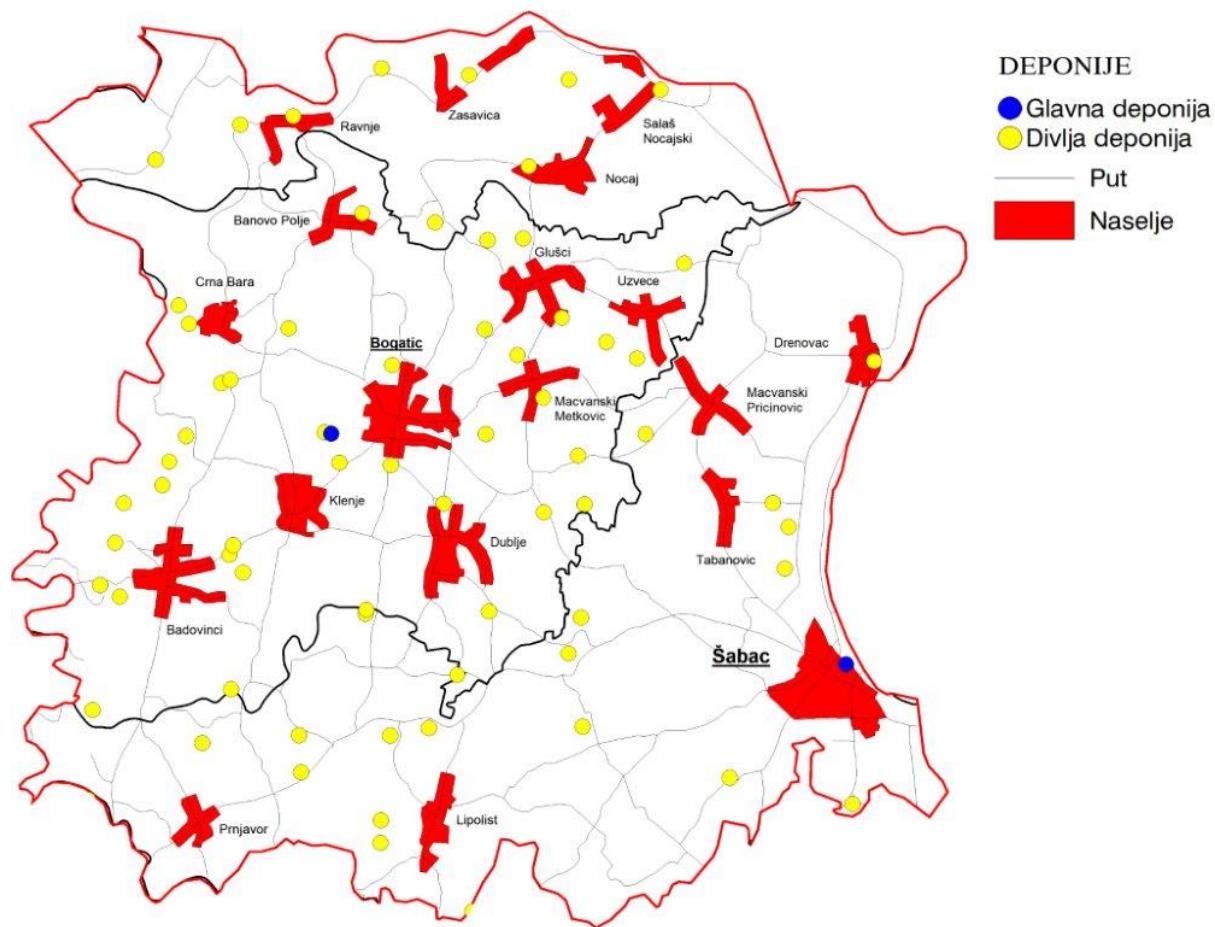 DEPONIJE
Glavna deponija
Divlja deponija
Put
Naselje
Zasavica
Ravnje
Salaš
Nocajski
Nocaj
Banovo Polje
Glušci
Crna Bara
Uzvece
Bogatic
Drenovac
Macvanski
Metkovic
Macvanski
Pricinovic
Klenje
Dublje
Tabanovic
Badovinci
Šabac
Prnjavor
Lipolist